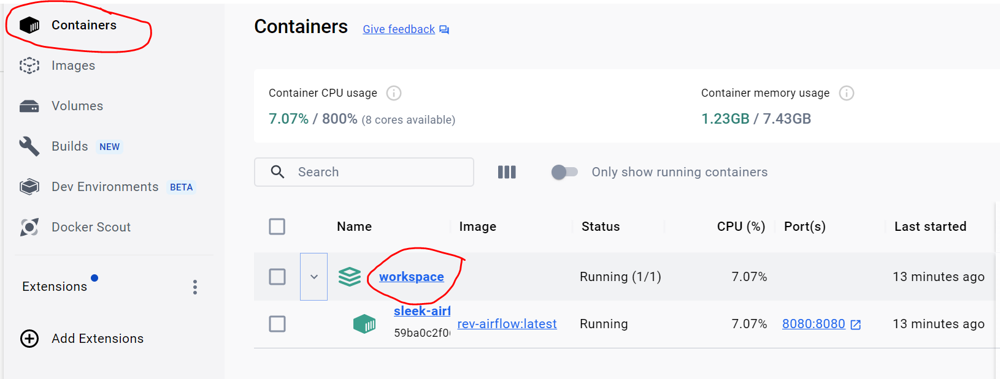 Containers
Images
Volumes
Builds NEW
Dev Environments BETA
Docker Scout
Extensions
Add Extensions
Containers Give feedback
Container CPU usage
7.07% / 800% (8 cores available)
Container memory usage
1.23GB / 7.43GB
Search
Only show running containers
Name Image Status CPU (%) Port(s) Last started
workspace Running (1/1) 7.07% 13 minutes ago
sleek-airf
rev-airflow:latest Running 7.07% 8080:8080 13 minutes ago
59ba0c2f0